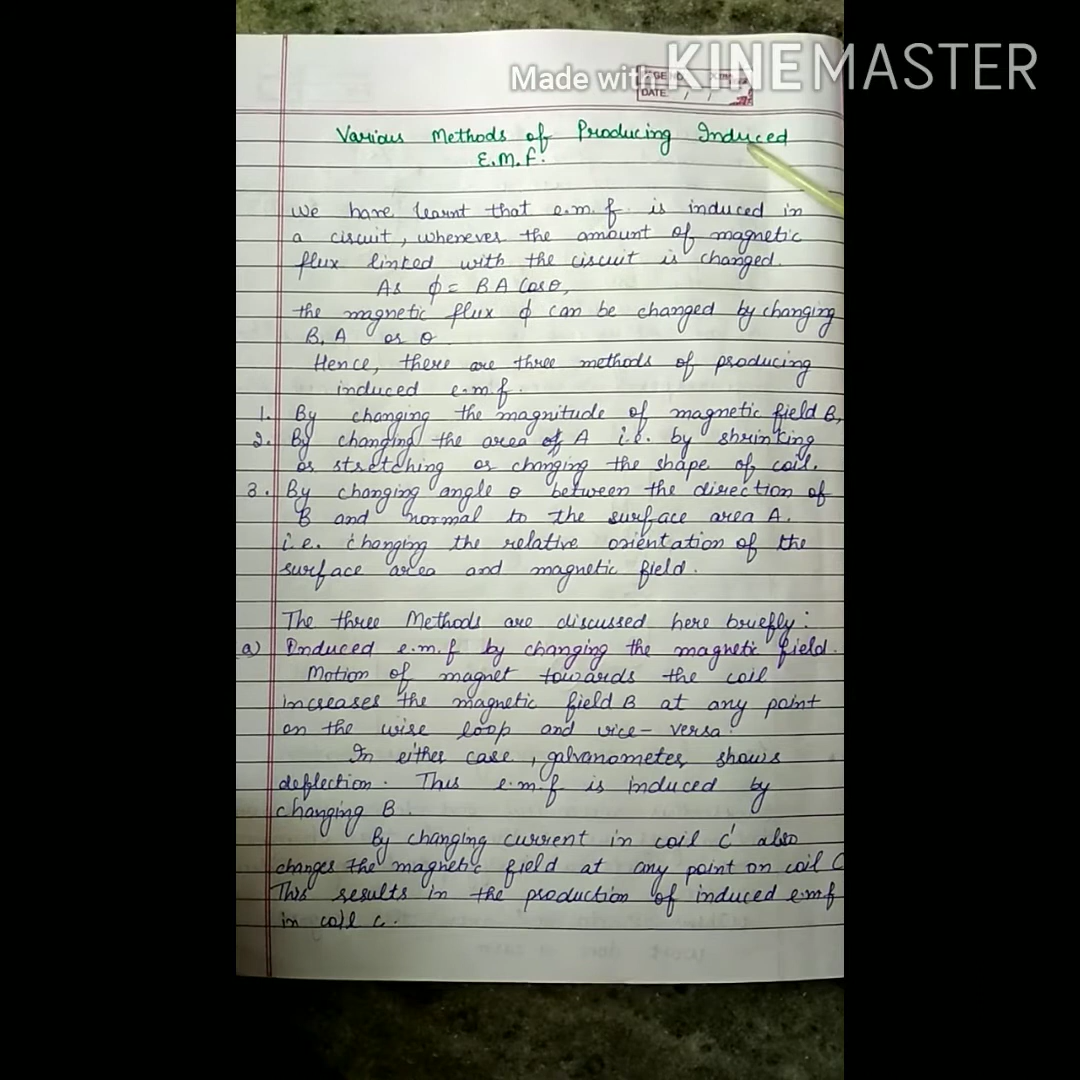 Made with KINEMASTER
DATE / /
Various Methods of Producing Induced
E.M.F.
We have learnt that e.m.f. is induced in
a circuit, whenever the amount of magnetic
flux linked with the circuit is changed.
As ϕ = BA Cosθ,
the magnetic flux ϕ can be changed by changing
B, A or θ
Hence, there are three methods of producing
induced e.m.f.
1. By changing the magnitude of magnetic field B,
2. By changing the area of A i.e. by shrinking
or stretching or changing the shape of coil.
3. By changing angle θ between the direction of
B and normal to the surface area A.
i.e. changing the relative orientation of the
surface area and magnetic field.
The three Methods are discussed here briefly:
a) Induced e.m.f by changing the magnetic field.
Motion of magnet towards the coil
increases the magnetic field B at any point
on the wire loop and vice-versa.
In either case, galvanometer shows
deflection. Thus e.m.f is induced by
changing B.
By changing current in coil C' also
changes the magnetic field at any point on coil C
This results in the production of induced e.m.f
in coil C.